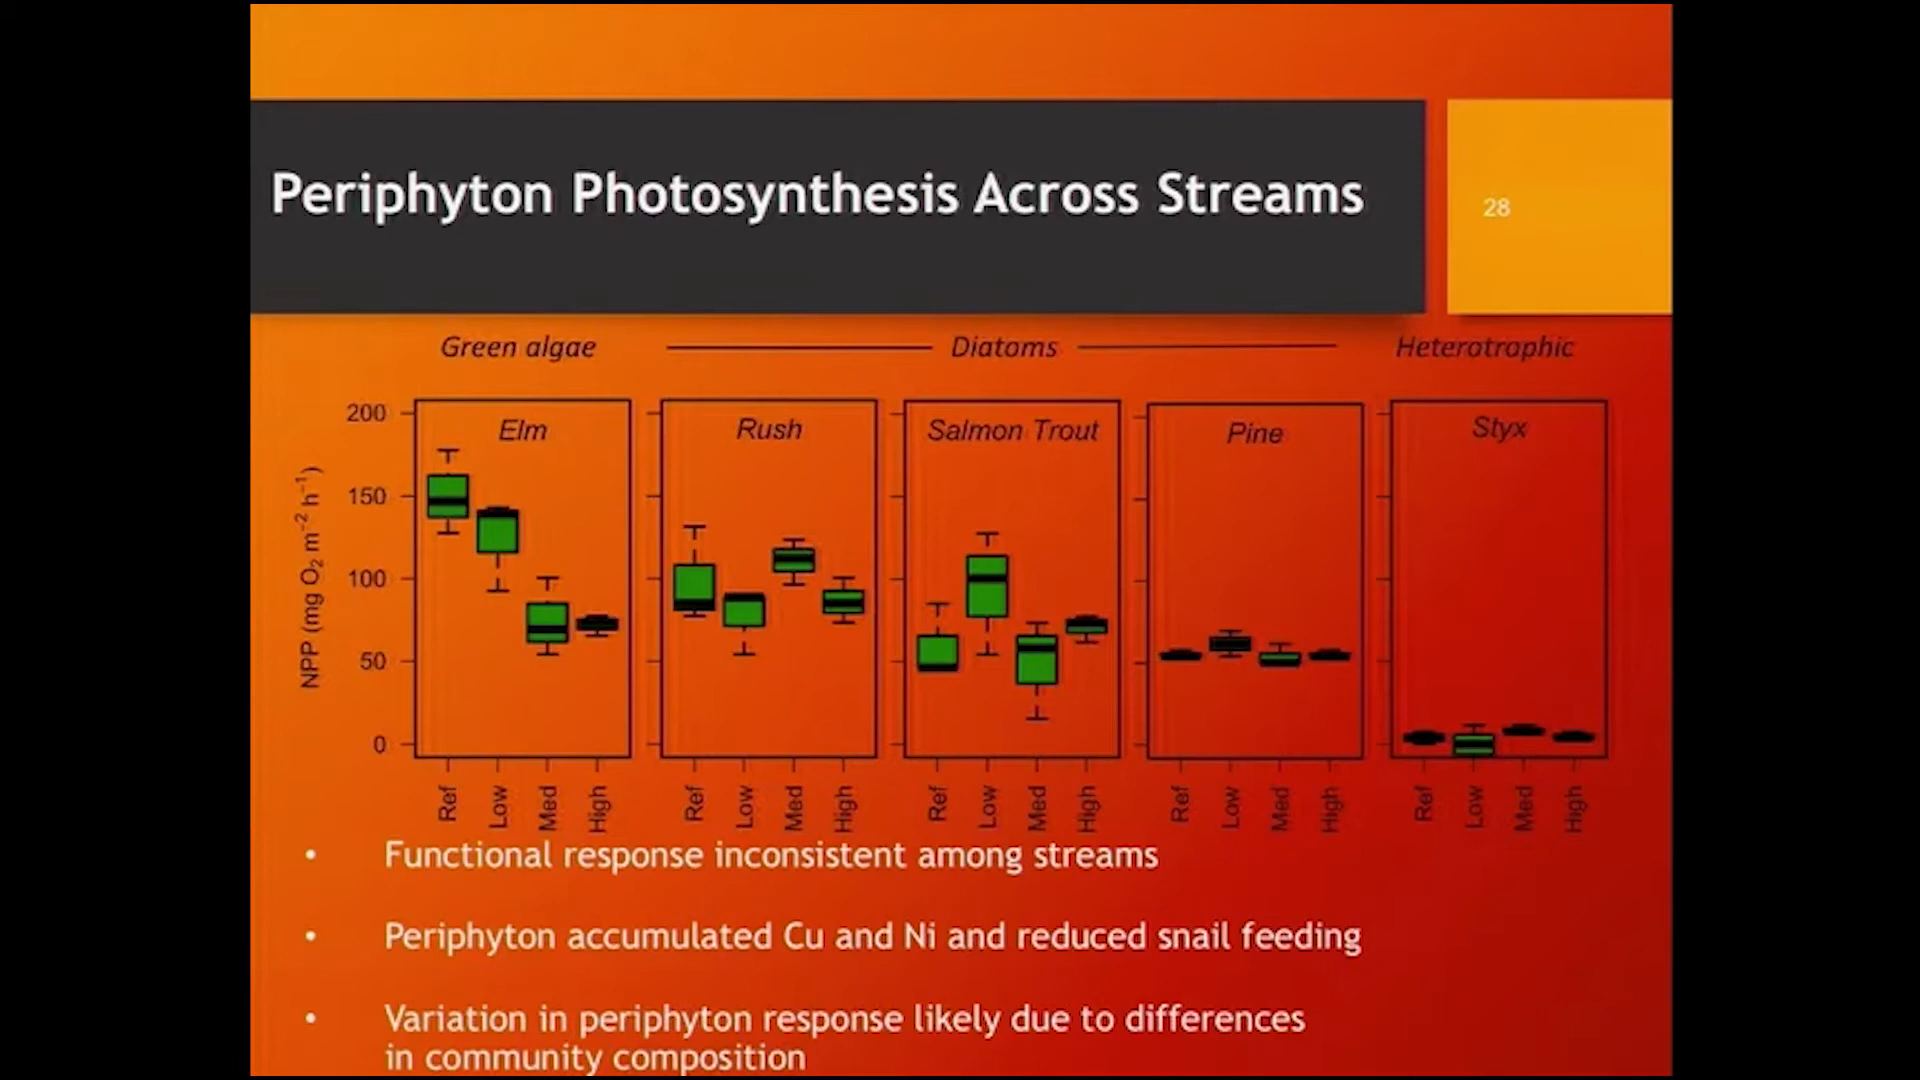 Periphyton Photosynthesis Across Streams
28
Green algae
Diatoms
Heterotrophic
Elm
Rush
Salmon Trout
Pine
Styx
200
150
100
50
0
NPP (mg O₂ m⁻² h⁻¹)
Ref Low Med High
Ref Low Med High
Ref Low Med High
Ref Low Med High
Ref Low Med High
• Functional response inconsistent among streams
• Periphyton accumulated Cu and Ni and reduced snail feeding
• Variation in periphyton response likely due to differences
in community composition